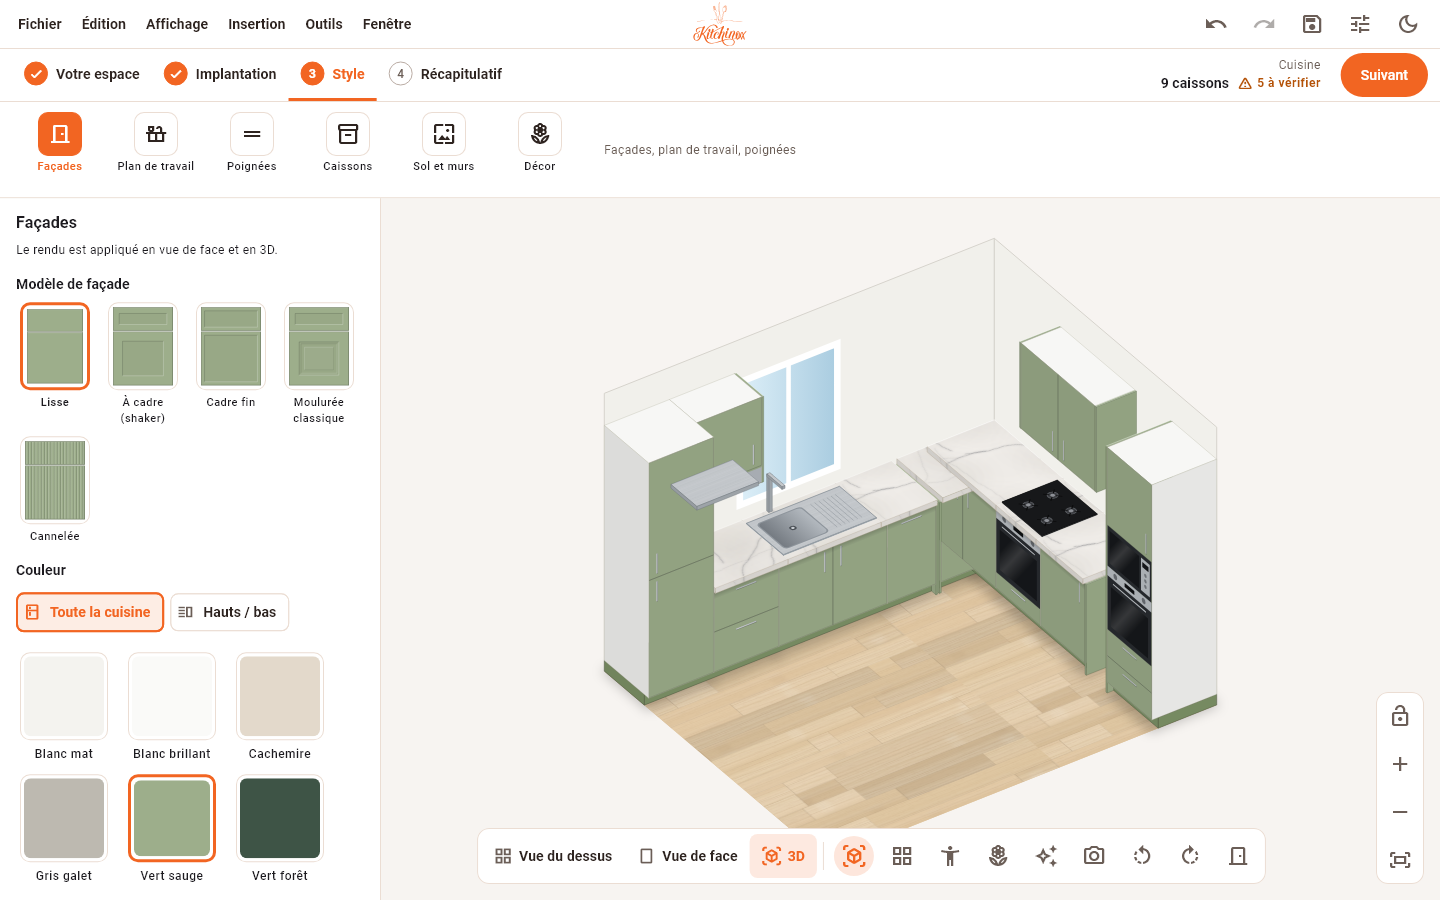 Fichier Édition Affichage Insertion Outils Fenêtre
Kitchinox
Votre espace Implantation 3 Style 4 Récapitulatif
Cuisine
9 caissons 5 à vérifier
Suivant
Façades Plan de travail Poignées Caissons Sol et murs Décor
Façades, plan de travail, poignées
Façades
Le rendu est appliqué en vue de face et en 3D.
Modèle de façade
Lisse À cadre (shaker) Cadre fin Moulurée classique
Cannelée
Couleur
Toute la cuisine Hauts / bas
Blanc mat Blanc brillant Cachemire
Gris galet Vert sauge Vert forêt
Vue du dessus Vue de face 3D